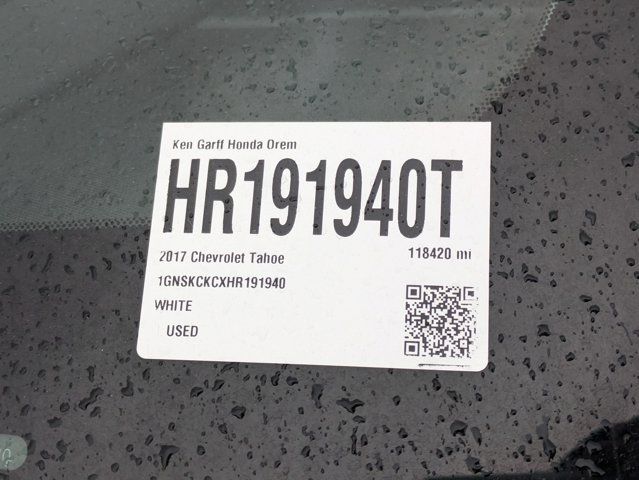 Ken Garff Honda Orem
HR191940T
2017 Chevrolet Tahoe
118420 mi
1GNSKCKCXHR191940
WHITE
USED